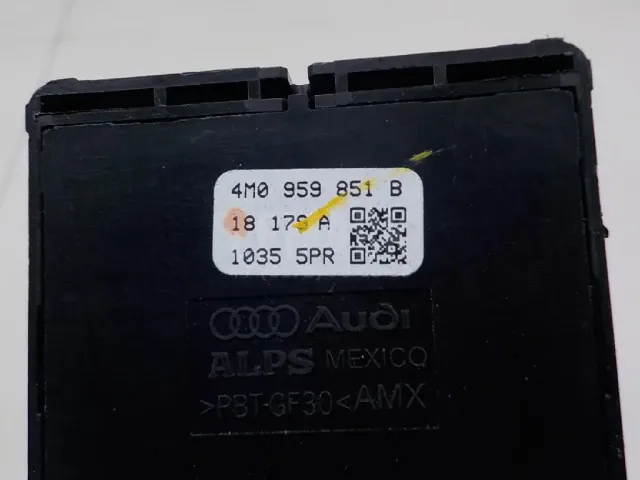 4M0 959 851 B
18 179 A
1035 5PR
Audi
ALPS MEXICO
>PBT-GF30<AMX